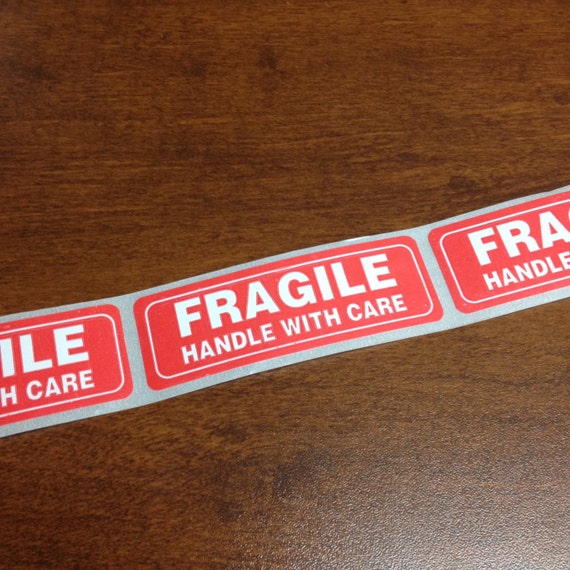 ILE
H CARE
FRAGILE
HANDLE WITH CARE
FRA
HANDLE